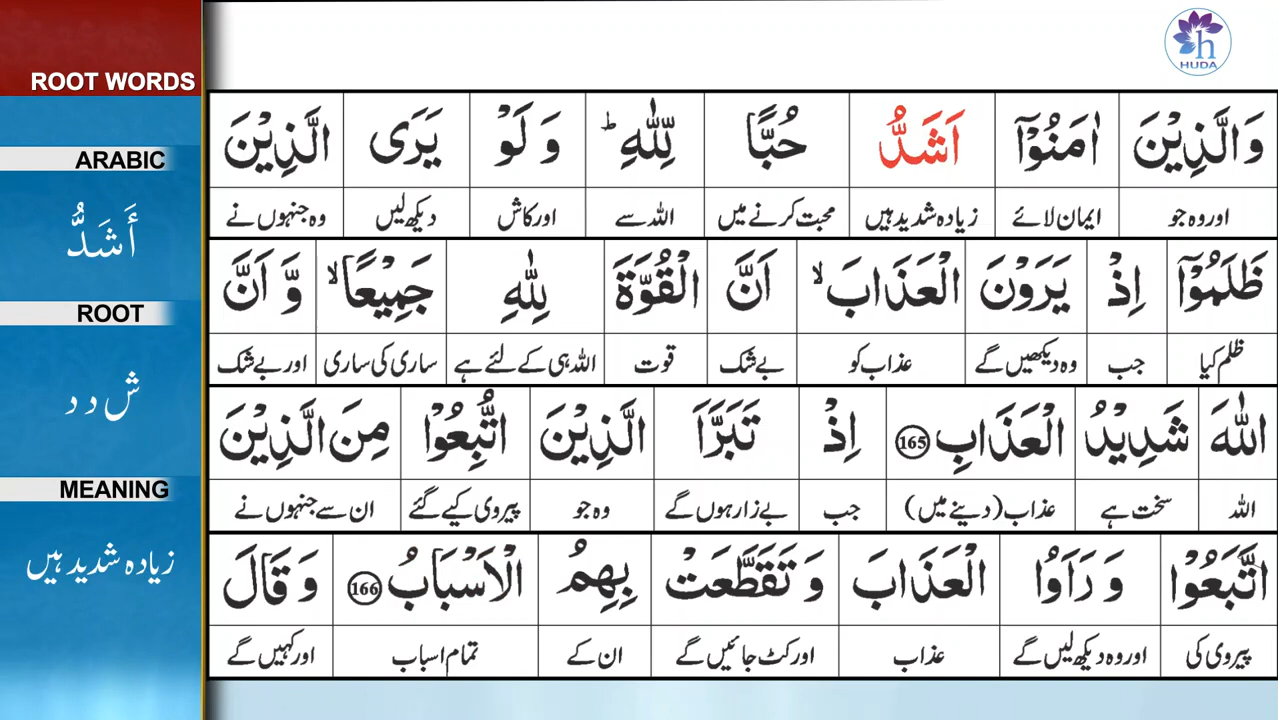 ROOT WORDS
ARABIC
أَشَدُّ
ROOT
ش د د
MEANING
زیادہ شدید ہیں
h
HUDA
وَالَّذِيْنَ اٰمَنُوْٓا اَشَدُّ حُبًّا لِّلّٰهِ ؕ وَ لَوْ يَرَى الَّذِيْنَ
اور وہ جو ایمان لائے زیادہ شدید ہیں محبت کرنے میں اللہ سے اور کاش دیکھ لیں وہ جنہوں نے
ظَلَمُوْٓا اِذْ يَرَوْنَ الْعَذَابَ ۙ اَنَّ الْقُوَّةَ لِلّٰهِ جَمِيْعًا ۙ وَّ اَنَّ
ظلم کیا جب وہ دیکھیں گے عذاب کو بے شک قوت اللہ ہی کے لئے ہے ساری کی ساری اور بے شک
اللّٰهَ شَدِيْدُ الْعَذَابِ 165 اِذْ تَبَرَّاَ الَّذِيْنَ اتُّبِعُوْا مِنَ الَّذِيْنَ
اللہ سخت ہے عذاب (دینے میں) جب بے زار ہوں گے وہ جو پیروی کیے گئے ان سے جنہوں نے
اتَّبَعُوْا وَ رَاَوُا الْعَذَابَ وَ تَقَطَّعَتْ بِهِمُ الْاَسْبَابُ 166 وَ قَالَ
پیروی کی اور وہ دیکھ لیں گے عذاب اور کٹ جائیں گے ان کے تمام اسباب اور کہیں گے